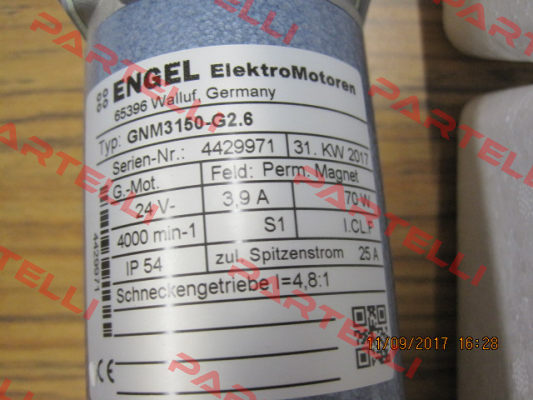 ENGEL ElektroMotoren
65396 Walluf, Germany
Typ: GNM3150-G2.6
Serien-Nr.: 4429971 31. KW 2017
G.-Mot. Feld: Perm. Magnet
24 V- 3,9 A 70 W
4000 min-1 S1 I.CL.F
IP 54 zul. Spitzenstrom 25 A
Schneckengetriebe I=4,8:1
CE
4429971
11/09/2017 16:28
PARTELLI
PARTELLI
PARTELLI
PARTELLI
PARTELLI